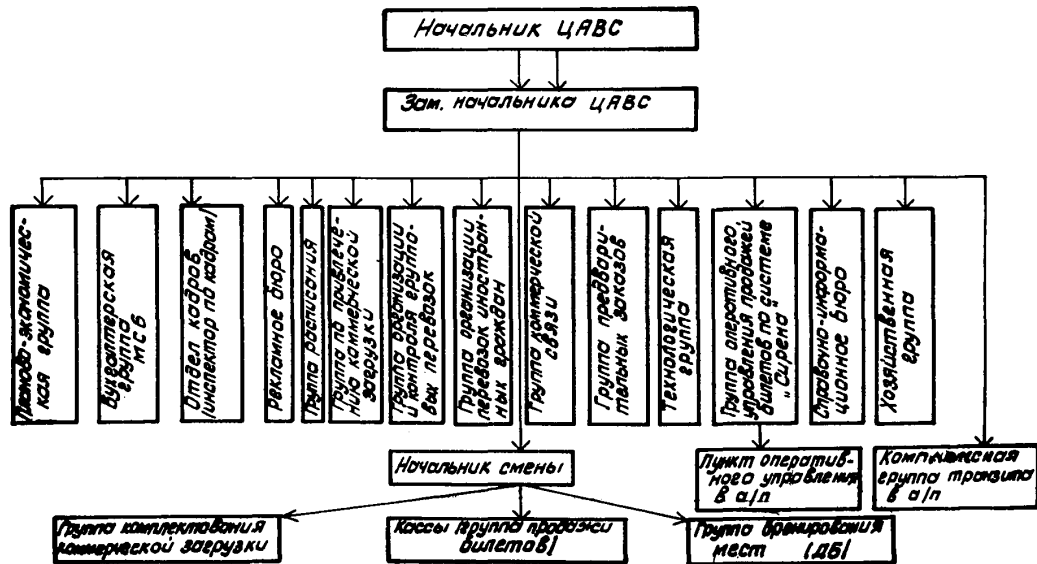 Начальник ЦАВС
Зам. начальника ЦАВС
Планово-экономичес-
кая группа
Бухгалтерская
группа
МСБ
Отдел кадров
/инспектор по кадрам/
Рекламное бюро
Группа расписания
Группа по привлече-
нию коммерческой
загрузки
Группа организации
и контроля группо-
вых перевозок
Группа организации
перевозок иностран-
ных граждан
Группа коммерческой
связи
Группа предвари-
тельных заказов
Технологическая
группа
Группа оперативного
управления продажей
билетов по системе
"Сирена"
Справочно-информа-
ционное бюро
Хозяйственная
группа
Начальник смены
Пункт оператив-
ного управления
в а/п
Комплексная
группа транзита
в а/п
Группа комплектования
коммерческой загрузки
Кассы /группа продажи
билетов/
Группа бронирования
мест /ДБ/